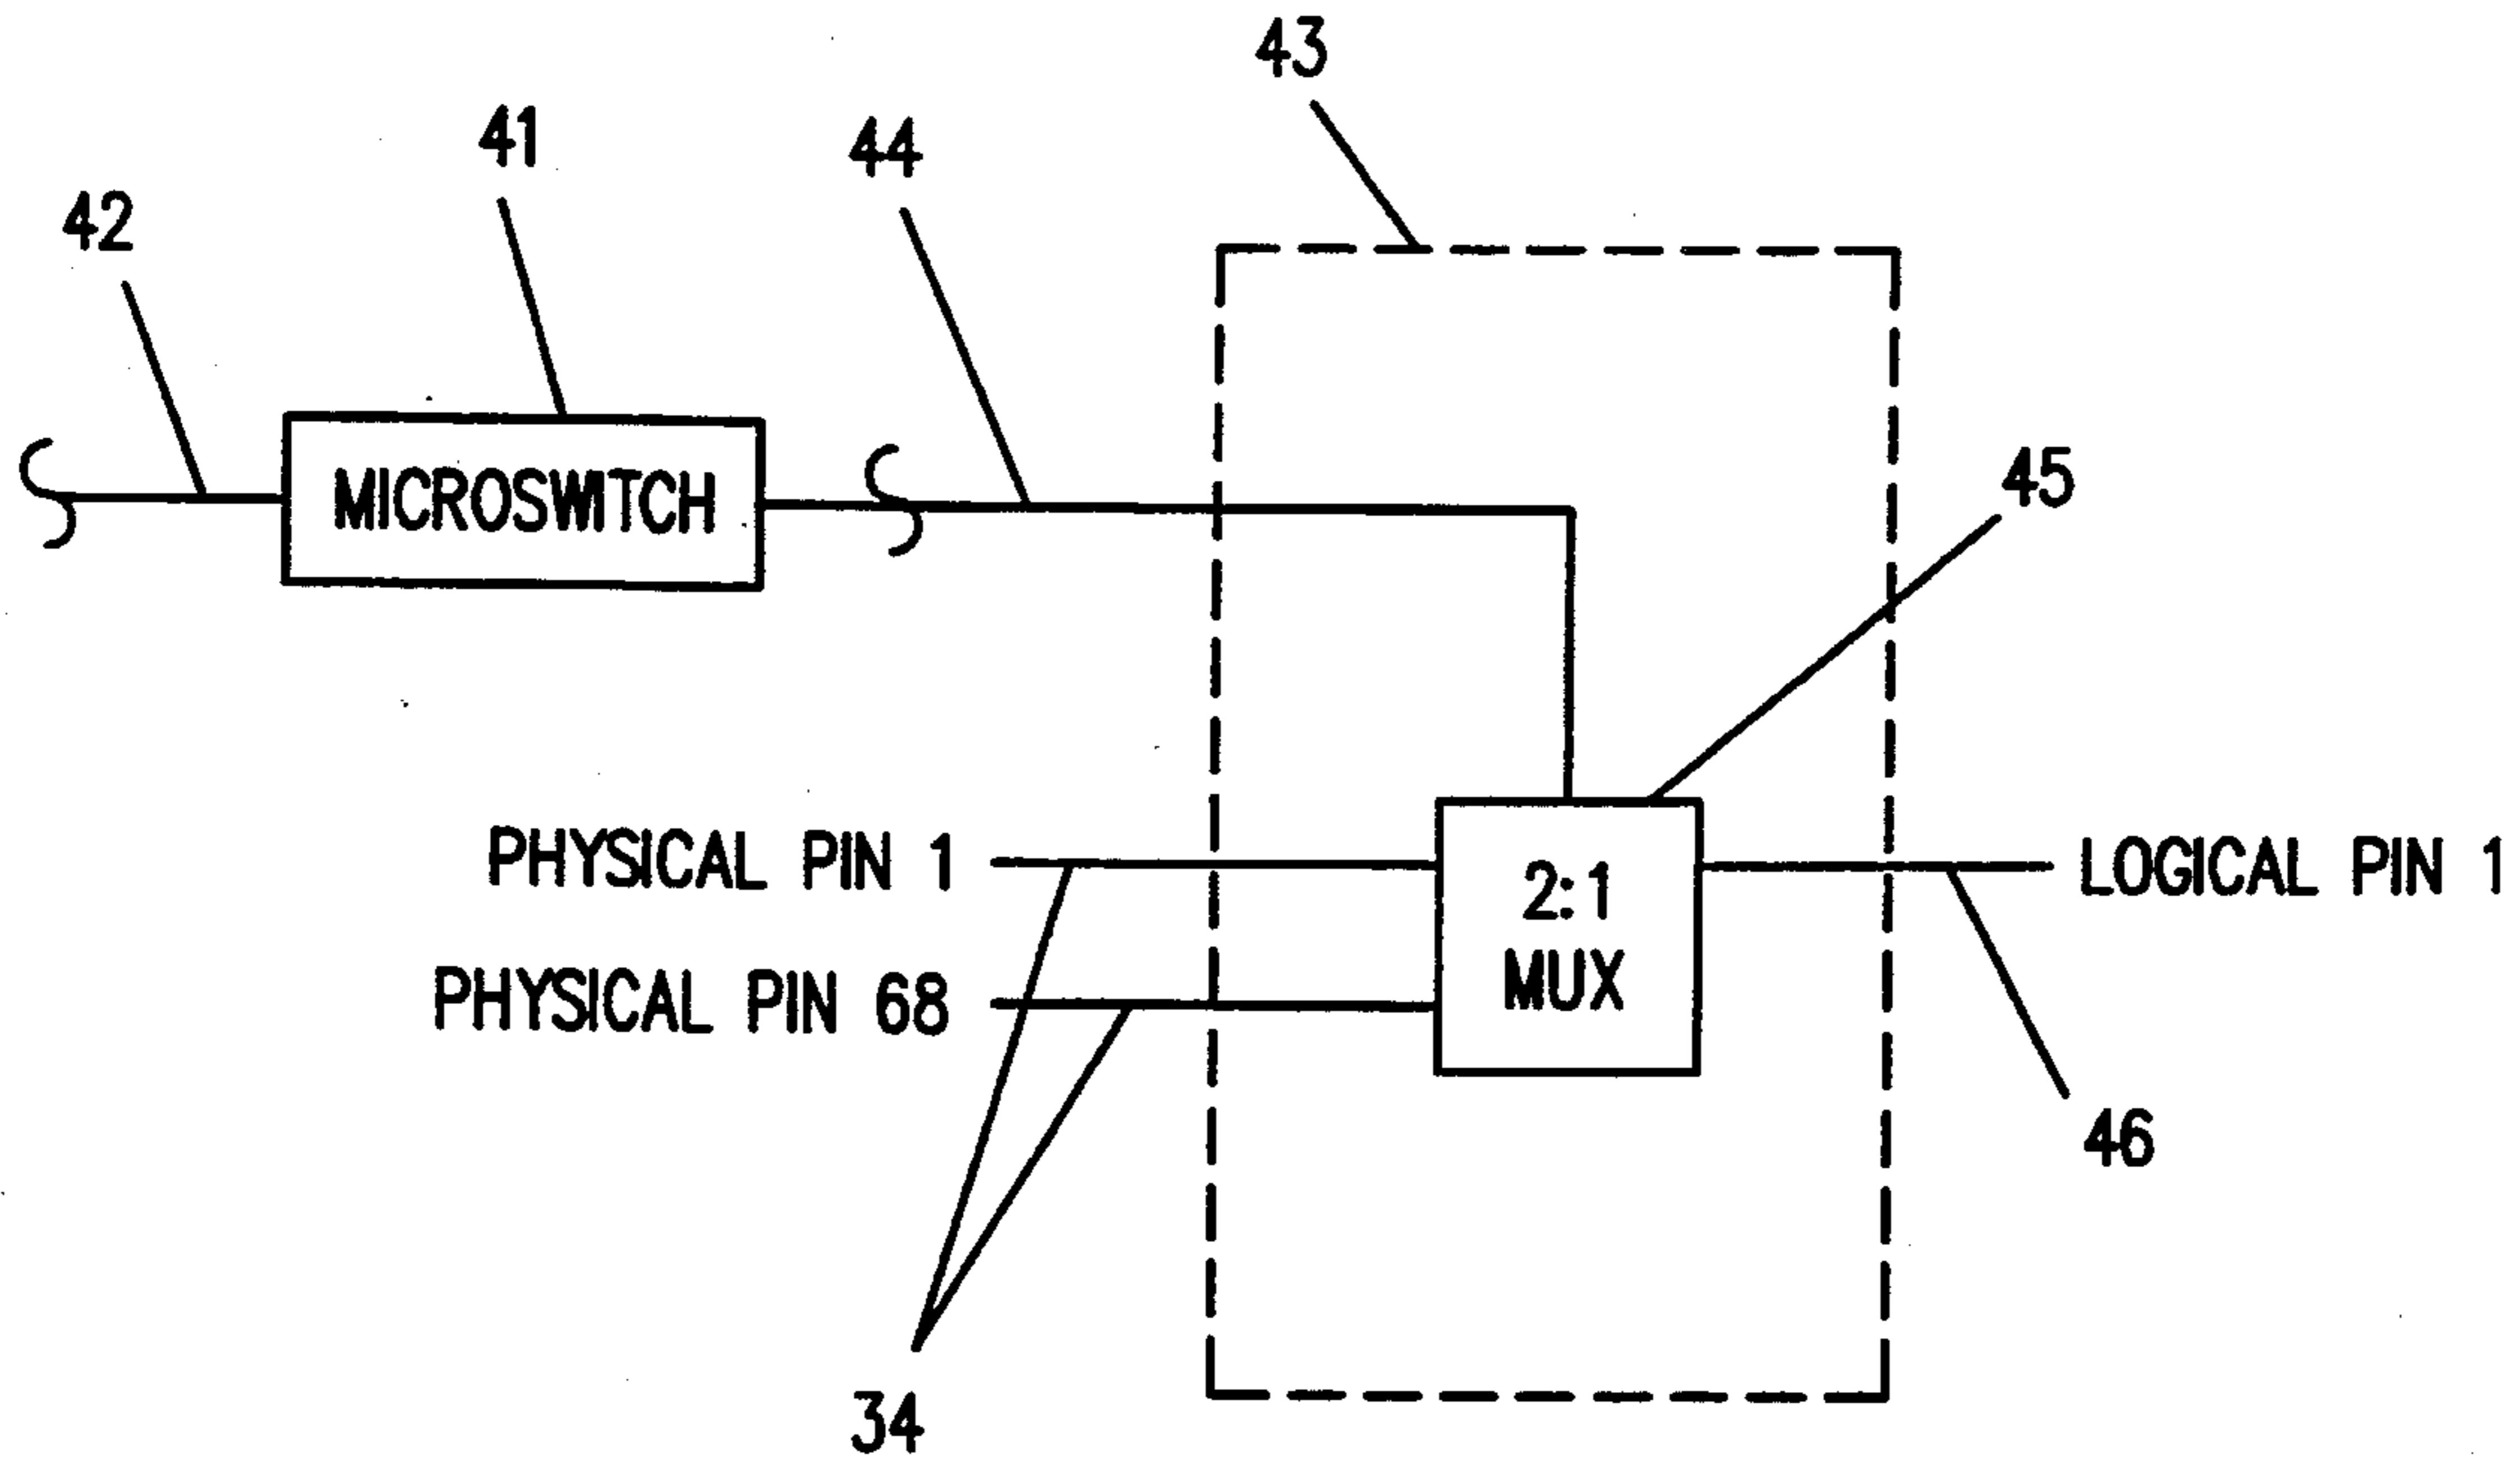 43
41
44
42
45
MICROSWITCH
PHYSICAL PIN 1
2:1
MUX
LOGICAL PIN 1
PHYSICAL PIN 68
46
34